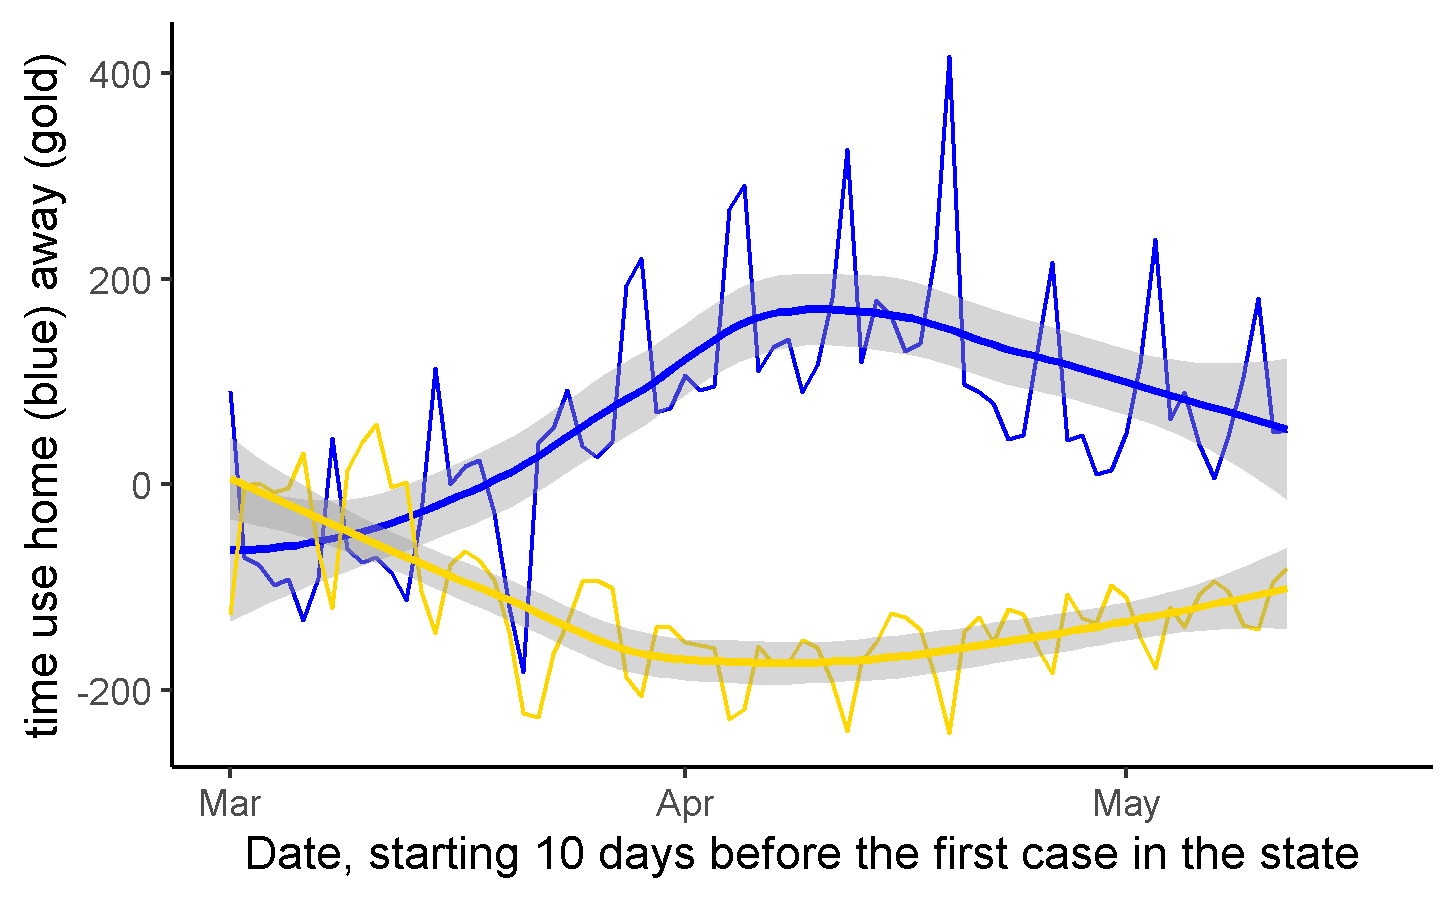 time use home (blue) away (gold)
400
200
0
-200
Mar
Apr
May
Date, starting 10 days before the first case in the state